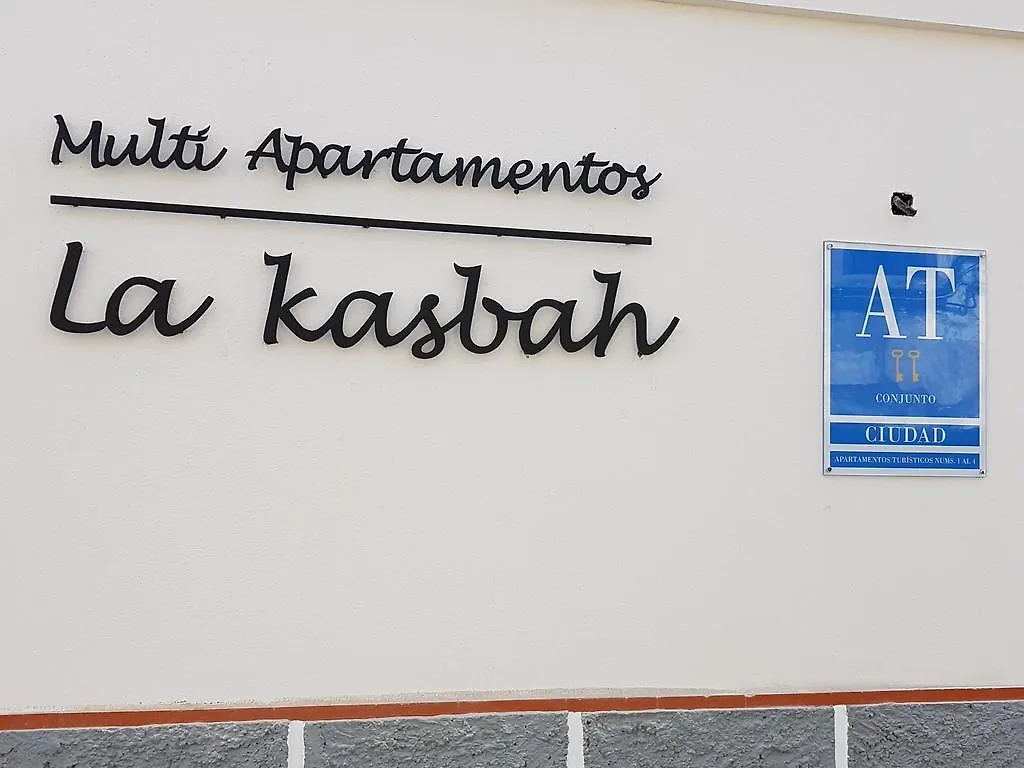 Multi Apartamentos
La kasbah
AT
CONJUNTO
CIUDAD
APARTAMENTOS TURÍSTICOS NUMS. 1 AL 4